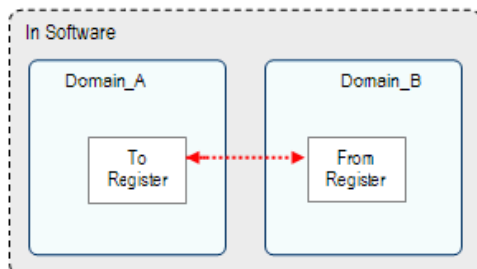 In Software
Domain_A
Domain_B
To
Register
From
Register